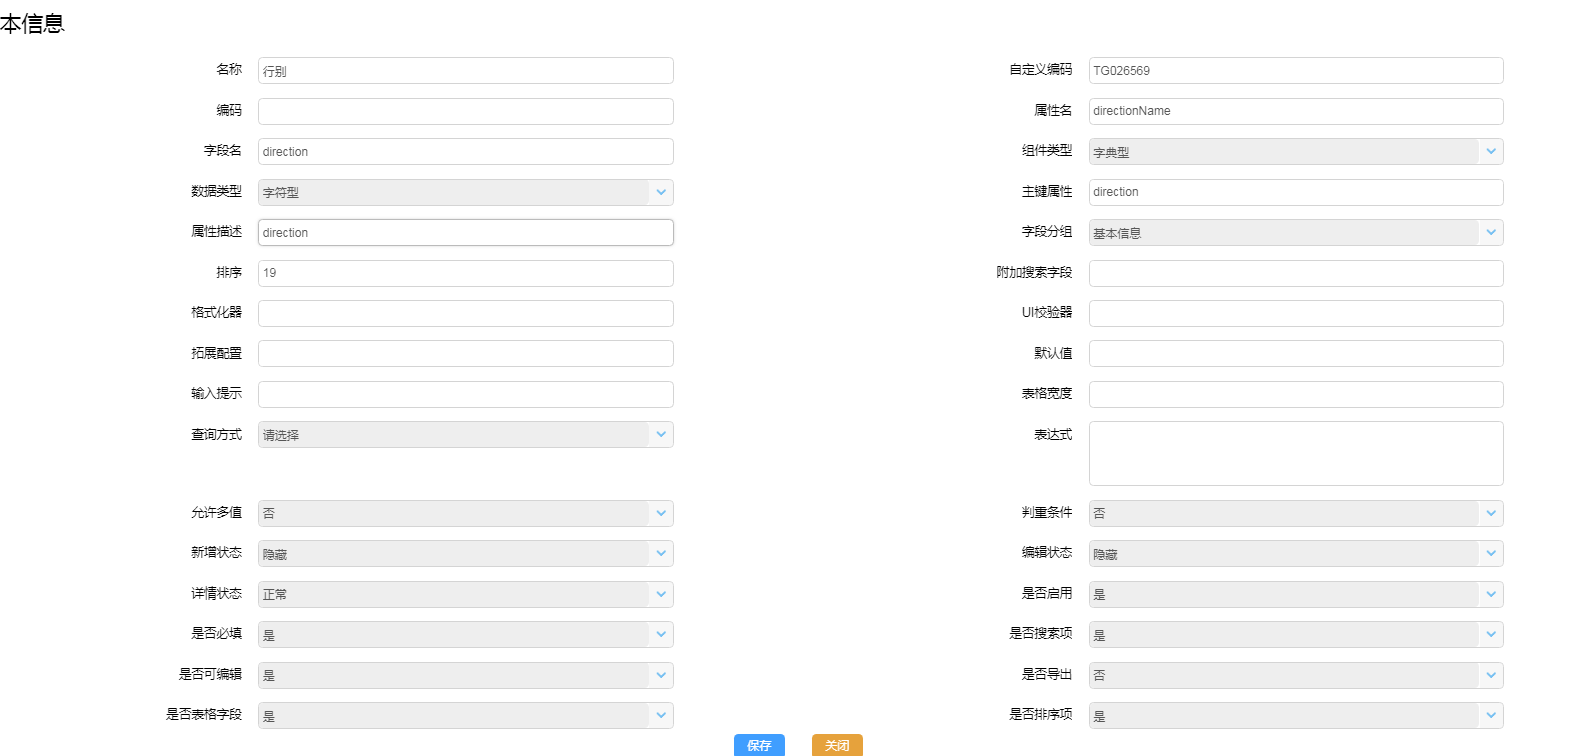 本信息
名称 行别 自定义编码 TG026569
编码 属性名 directionName
字段名 direction 组件类型 字典型
数据类型 字符型 主键属性 direction
属性描述 direction 字段分组 基本信息
排序 19 附加搜索字段
格式化器 UI校验器
拓展配置 默认值
输入提示 表格宽度
查询方式 请选择 表达式
允许多值 否 判重条件 否
新增状态 隐藏 编辑状态 隐藏
详情状态 正常 是否启用 是
是否必填 是 是否搜索项 是
是否可编辑 是 是否导出 否
是否表格字段 是 是否排序项 是
保存 关闭